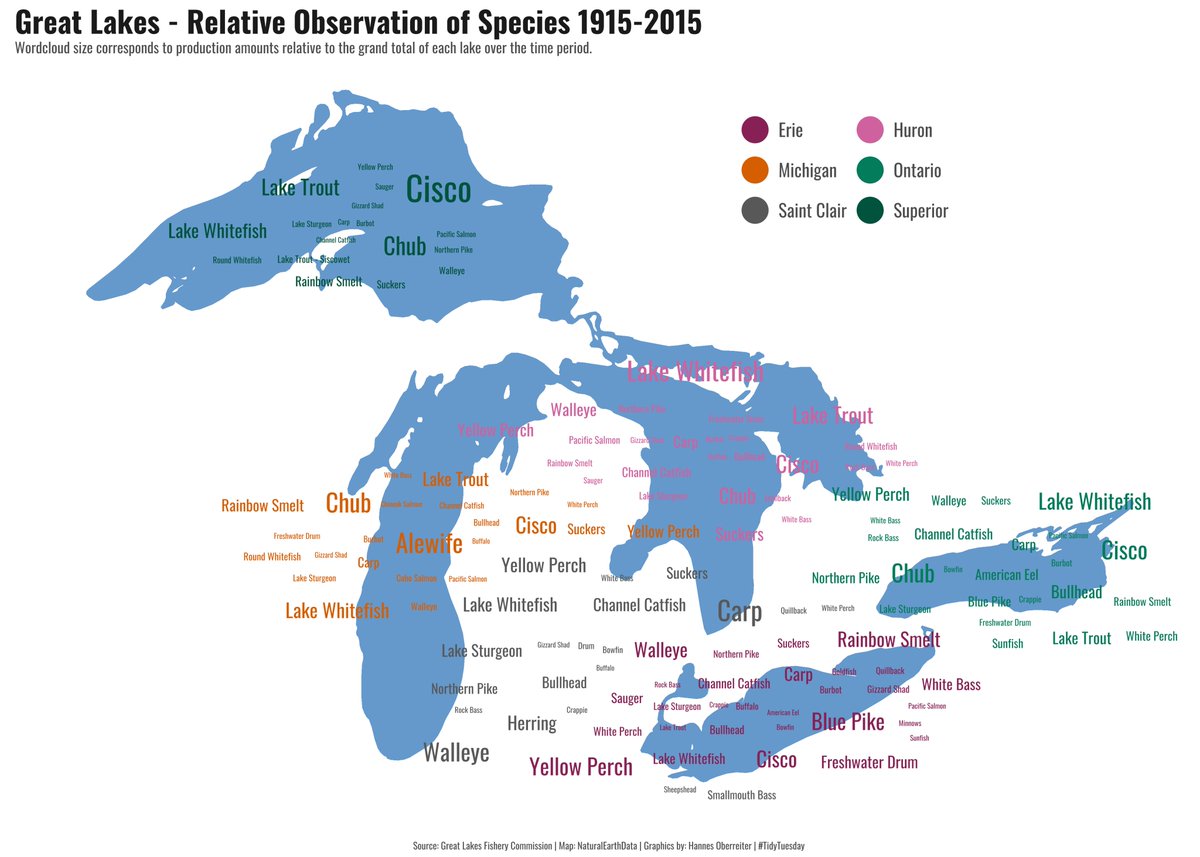 Great Lakes - Relative Observation of Species 1915-2015
Wordcloud size corresponds to production amounts relative to the grand total of each lake over the time period.
Erie
Huron
Michigan
Ontario
Saint Clair
Superior
Yellow Perch
Lake Trout
Sauger
Cisco
Gizzard Shad
Lake Whitefish
Lake Sturgeon
Carp
Burbot
Channel Catfish
Pacific Salmon
Chub
Northern Pike
Round Whitefish
Lake Trout - Siscowet
Walleye
Rainbow Smelt
Suckers
Lake Whitefish
Walleye
Northern Pike
Lake Trout
Freshwater Drum
Yellow Perch
Pacific Salmon
Gizzard Shad
Carp
Round Whitefish
Bullhead
Rainbow Smelt
Cisco
White Perch
Channel Catfish
Sauger
Lake Sturgeon
Chub
Quillback
White Bass
Suckers
White Bass
Lake Trout
Rainbow Smelt
Chub
Chinook Salmon
Channel Catfish
Northern Pike
White Perch
Bullhead
Cisco
Suckers
Yellow Perch
Freshwater Drum
Burbot
Alewife
Buffalo
Round Whitefish
Gizzard Shad
Carp
Lake Sturgeon
Coho Salmon
Pacific Salmon
Lake Whitefish
Walleye
Yellow Perch
Walleye
Suckers
Lake Whitefish
White Bass
Rock Bass
Channel Catfish
Carp
Pacific Salmon
Cisco
Burbot
Northern Pike
Chub
Bowfin
American Eel
Bullhead
Lake Sturgeon
Blue Pike
Crappie
Rainbow Smelt
Freshwater Drum
Sunfish
Lake Trout
White Perch
Yellow Perch
White Bass
Suckers
Lake Whitefish
Channel Catfish
Carp
Quillback
White Perch
Lake Sturgeon
Gizzard Shad
Drum
Bowfin
Buffalo
Northern Pike
Bullhead
Rock Bass
Crappie
Herring
Walleye
Sheepshead
Smallmouth Bass
Walleye
Northern Pike
Suckers
Rainbow Smelt
Rock Bass
Channel Catfish
Carp
Goldfish
Quillback
Burbot
Gizzard Shad
White Bass
Sauger
Lake Sturgeon
Crappie
Buffalo
American Eel
Pacific Salmon
White Perch
Lake Trout
Bullhead
Bowfin
Blue Pike
Minnows
Sunfish
Yellow Perch
Lake Whitefish
Cisco
Freshwater Drum
Source: Great Lakes Fishery Commission | Map: NaturalEarthData | Graphics by: Hannes Oberreiter | #TidyTuesday